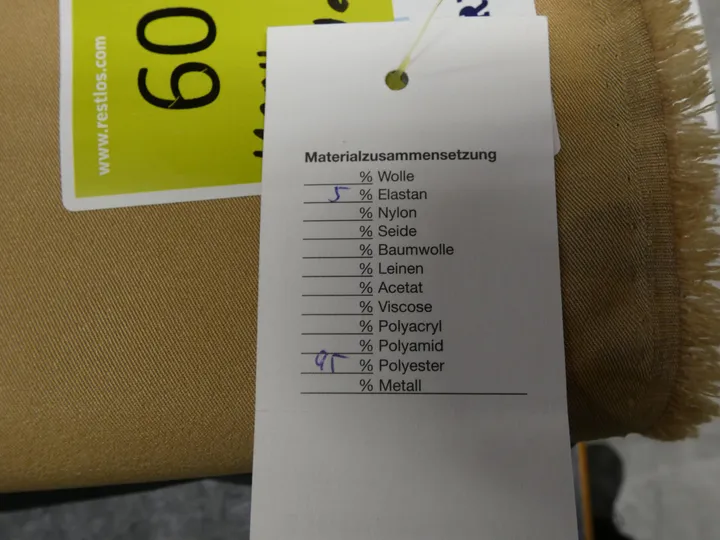 www.restlos.com
60
Materialzusammensetzung
% Wolle
5 % Elastan
% Nylon
% Seide
% Baumwolle
% Leinen
% Acetat
% Viscose
% Polyacryl
% Polyamid
95 % Polyester
% Metall